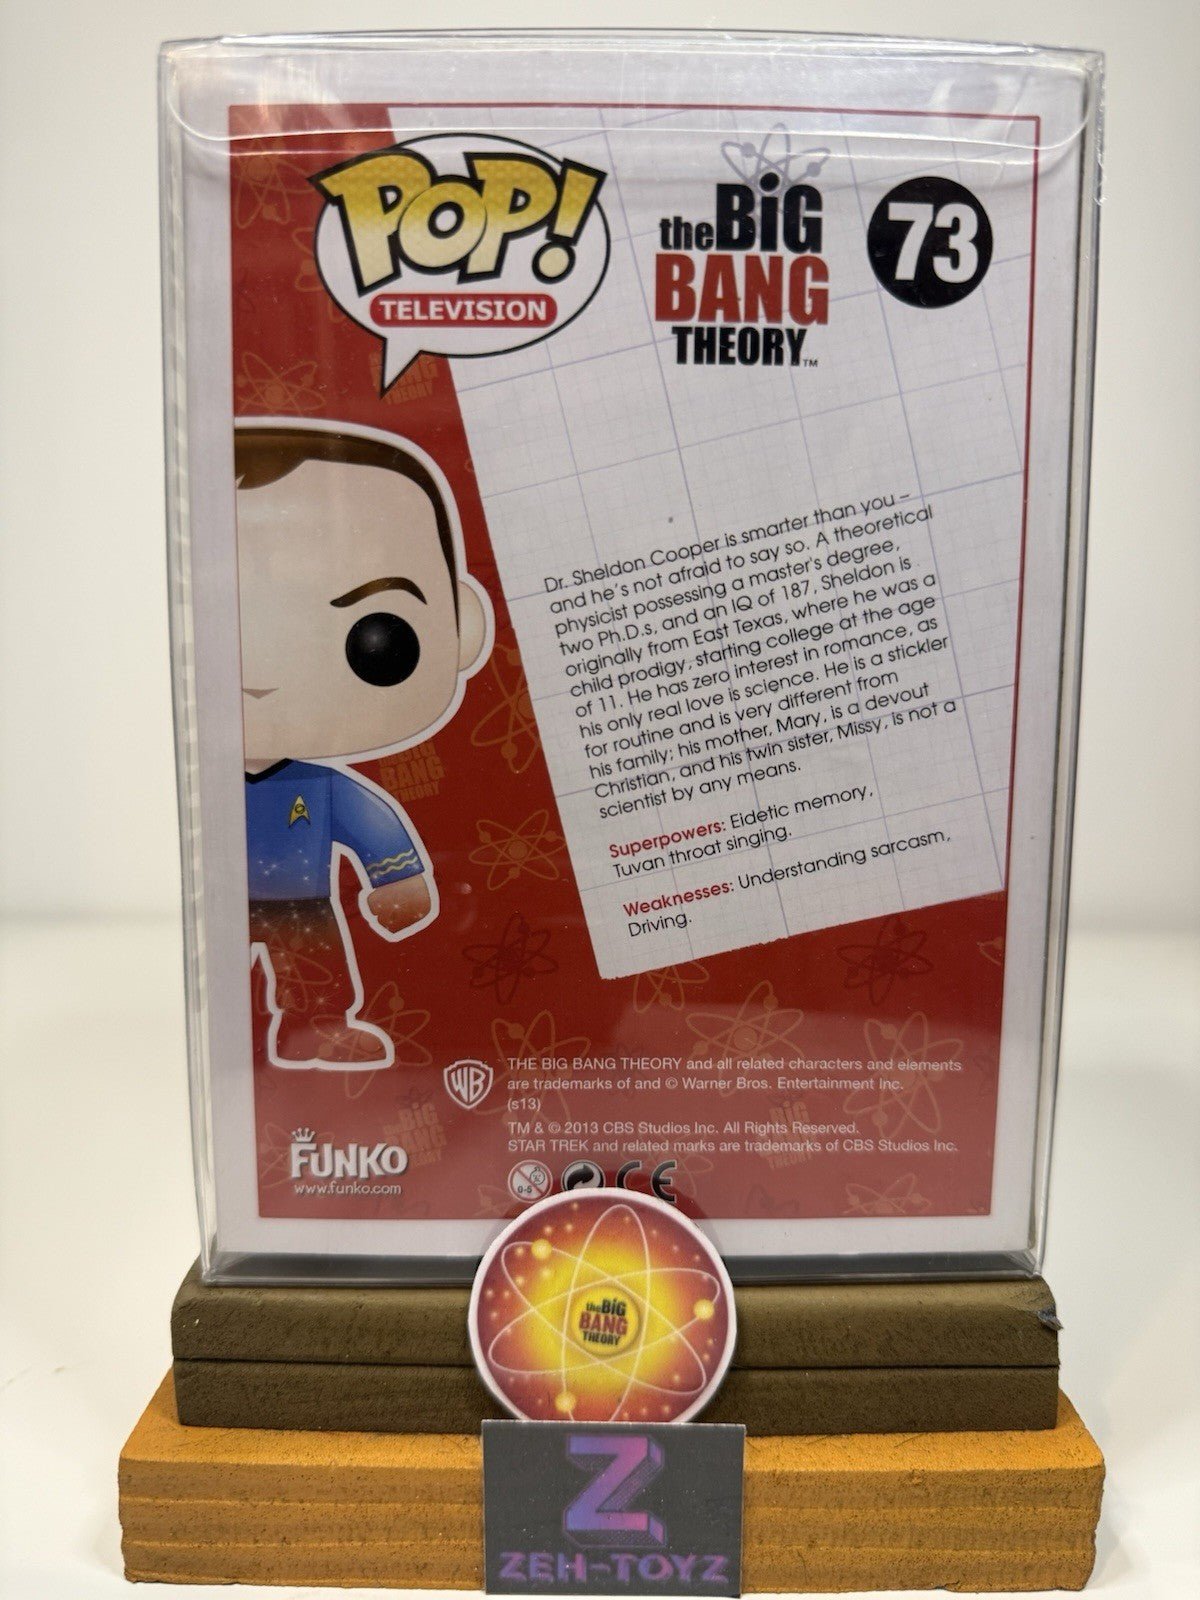 POP!
TELEVISION
the BiG
BANG
THEORY™
73
Dr. Sheldon Cooper is smarter than you –
and he's not afraid to say so. A theoretical
physicist possessing a master's degree,
two Ph.D.s, and an IQ of 187, Sheldon is
originally from East Texas, where he was a
child prodigy, starting college at the age
of 11. He has zero interest in romance, as
his only real love is science. He is a stickler
for routine and is very different from
his family; his mother, Mary, is a devout
Christian, and his twin sister, Missy, is not a
scientist by any means.
Superpowers: Eidetic memory,
Tuvan throat singing.
Weaknesses: Understanding sarcasm,
Driving.
WB
THE BIG BANG THEORY and all related characters and elements
are trademarks of and © Warner Bros. Entertainment Inc.
(s13)
TM & © 2013 CBS Studios Inc. All Rights Reserved.
STAR TREK and related marks are trademarks of CBS Studios Inc.
FUNKO
www.funko.com
0-5
CE
the BiG
BANG
THEORY
Z
ZEH-TOYZ